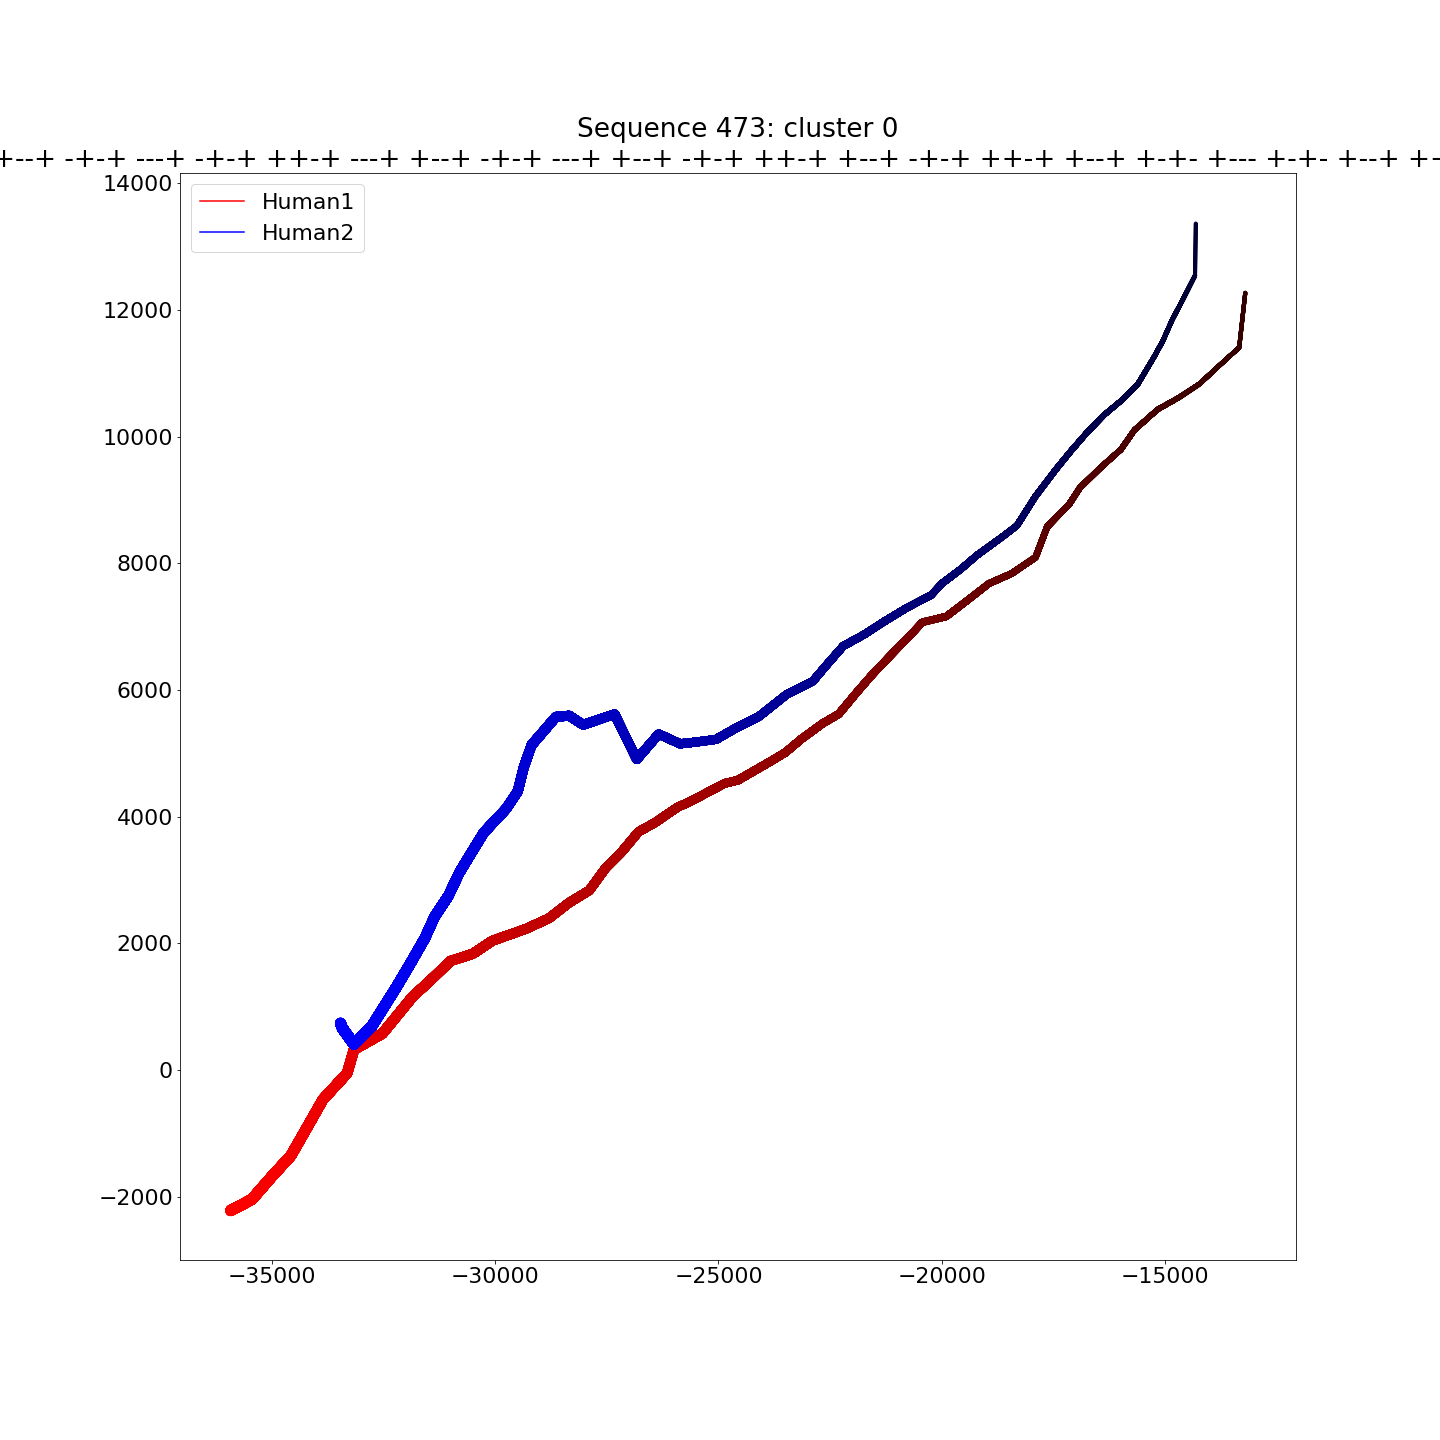 Sequence 473: cluster 0
+--+ -+-+ ---+ -+-+ ++-+ ---+ +--+ -+-+ ---+ +--+ -+-+ ++-+ +--+ -+-+ ++-+ +--+ +-+- +--- +-+- +--+ +-
14000
Human1
Human2
12000
10000
8000
6000
4000
2000
0
−2000
−35000 −30000 −25000 −20000 −15000